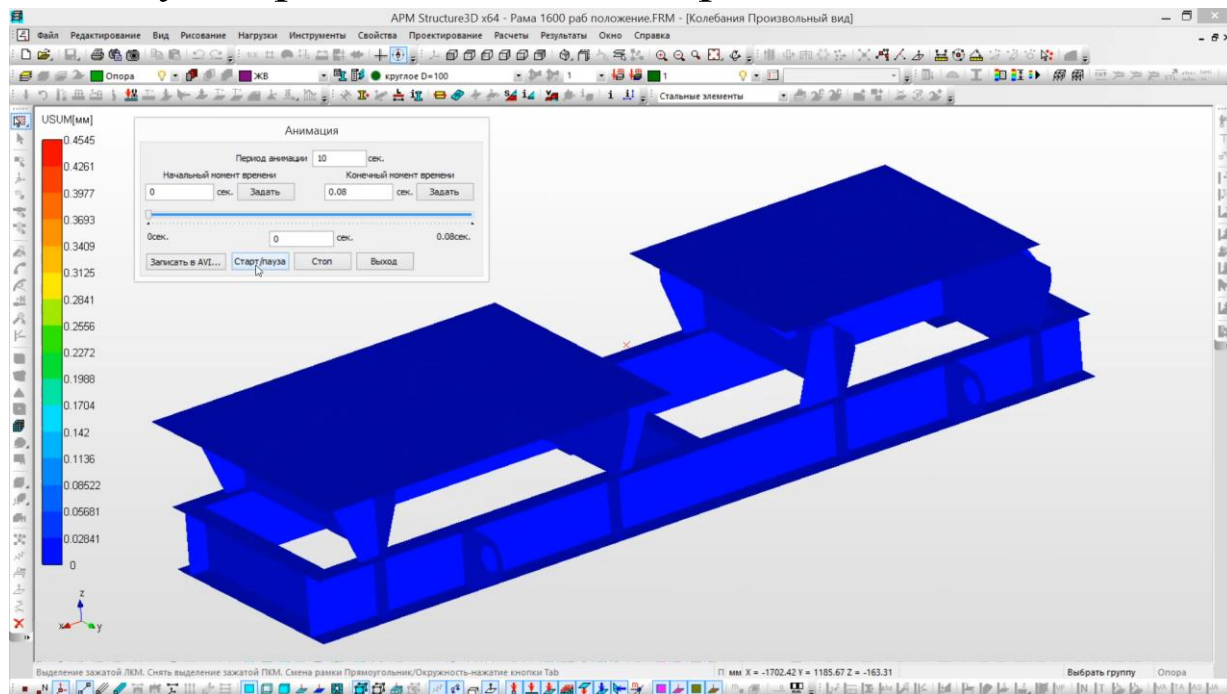 APM Structure3D x64 - Рама 1600 раб положение.FRM - [Колебания Произвольный вид]
Файл Редактирование Вид Рисование Нагрузки Инструменты Свойства Проектирование Расчеты Результаты Окно Справка
Опора ЖВ круглое D=100 1 1
Стальные элементы
USUM[мм]
0.4545
0.4261
0.3977
0.3693
0.3409
0.3125
0.2841
0.2556
0.2272
0.1988
0.1704
0.142
0.1136
0.08522
0.05681
0.02841
0
Анимация
Период анимации 10 сек.
Начальный момент времени Конечный момент времени
0 сек. Задать 0.08 сек. Задать
0сек. 0 сек. 0.08сек.
Записать в AVI... Старт/пауза Стоп Выход
z
x y
Выделение зажатой ЛКМ. Снять выделение зажатой ПКМ. Смена рамки Прямоугольник/Окружность-нажатие кнопки Tab П мм X = -1702.42 Y = 1185.67 Z = -163.31 Выбрать группу Опора